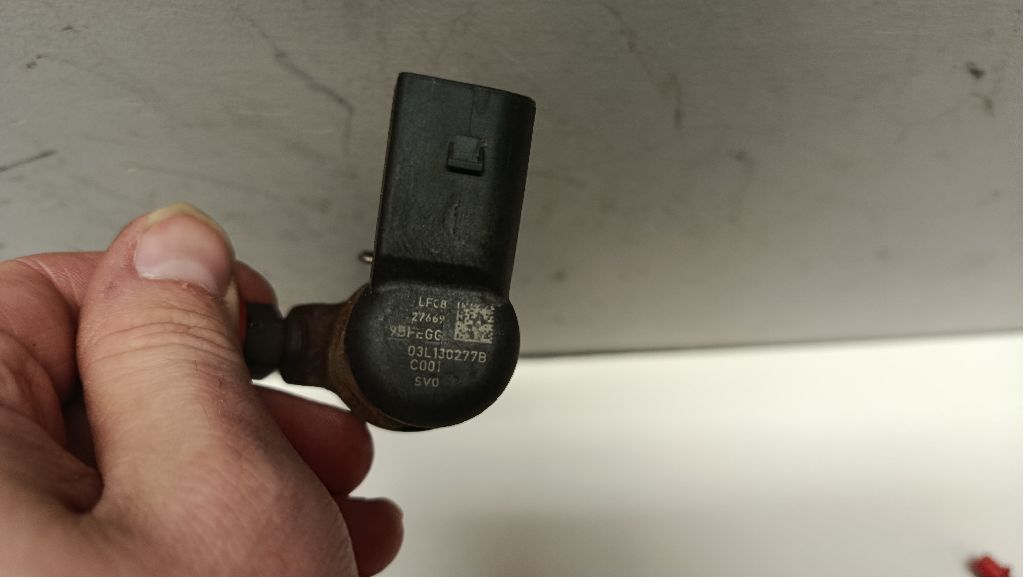 LFC8
27669
9BFEGG
03L130277B
C001
SVO